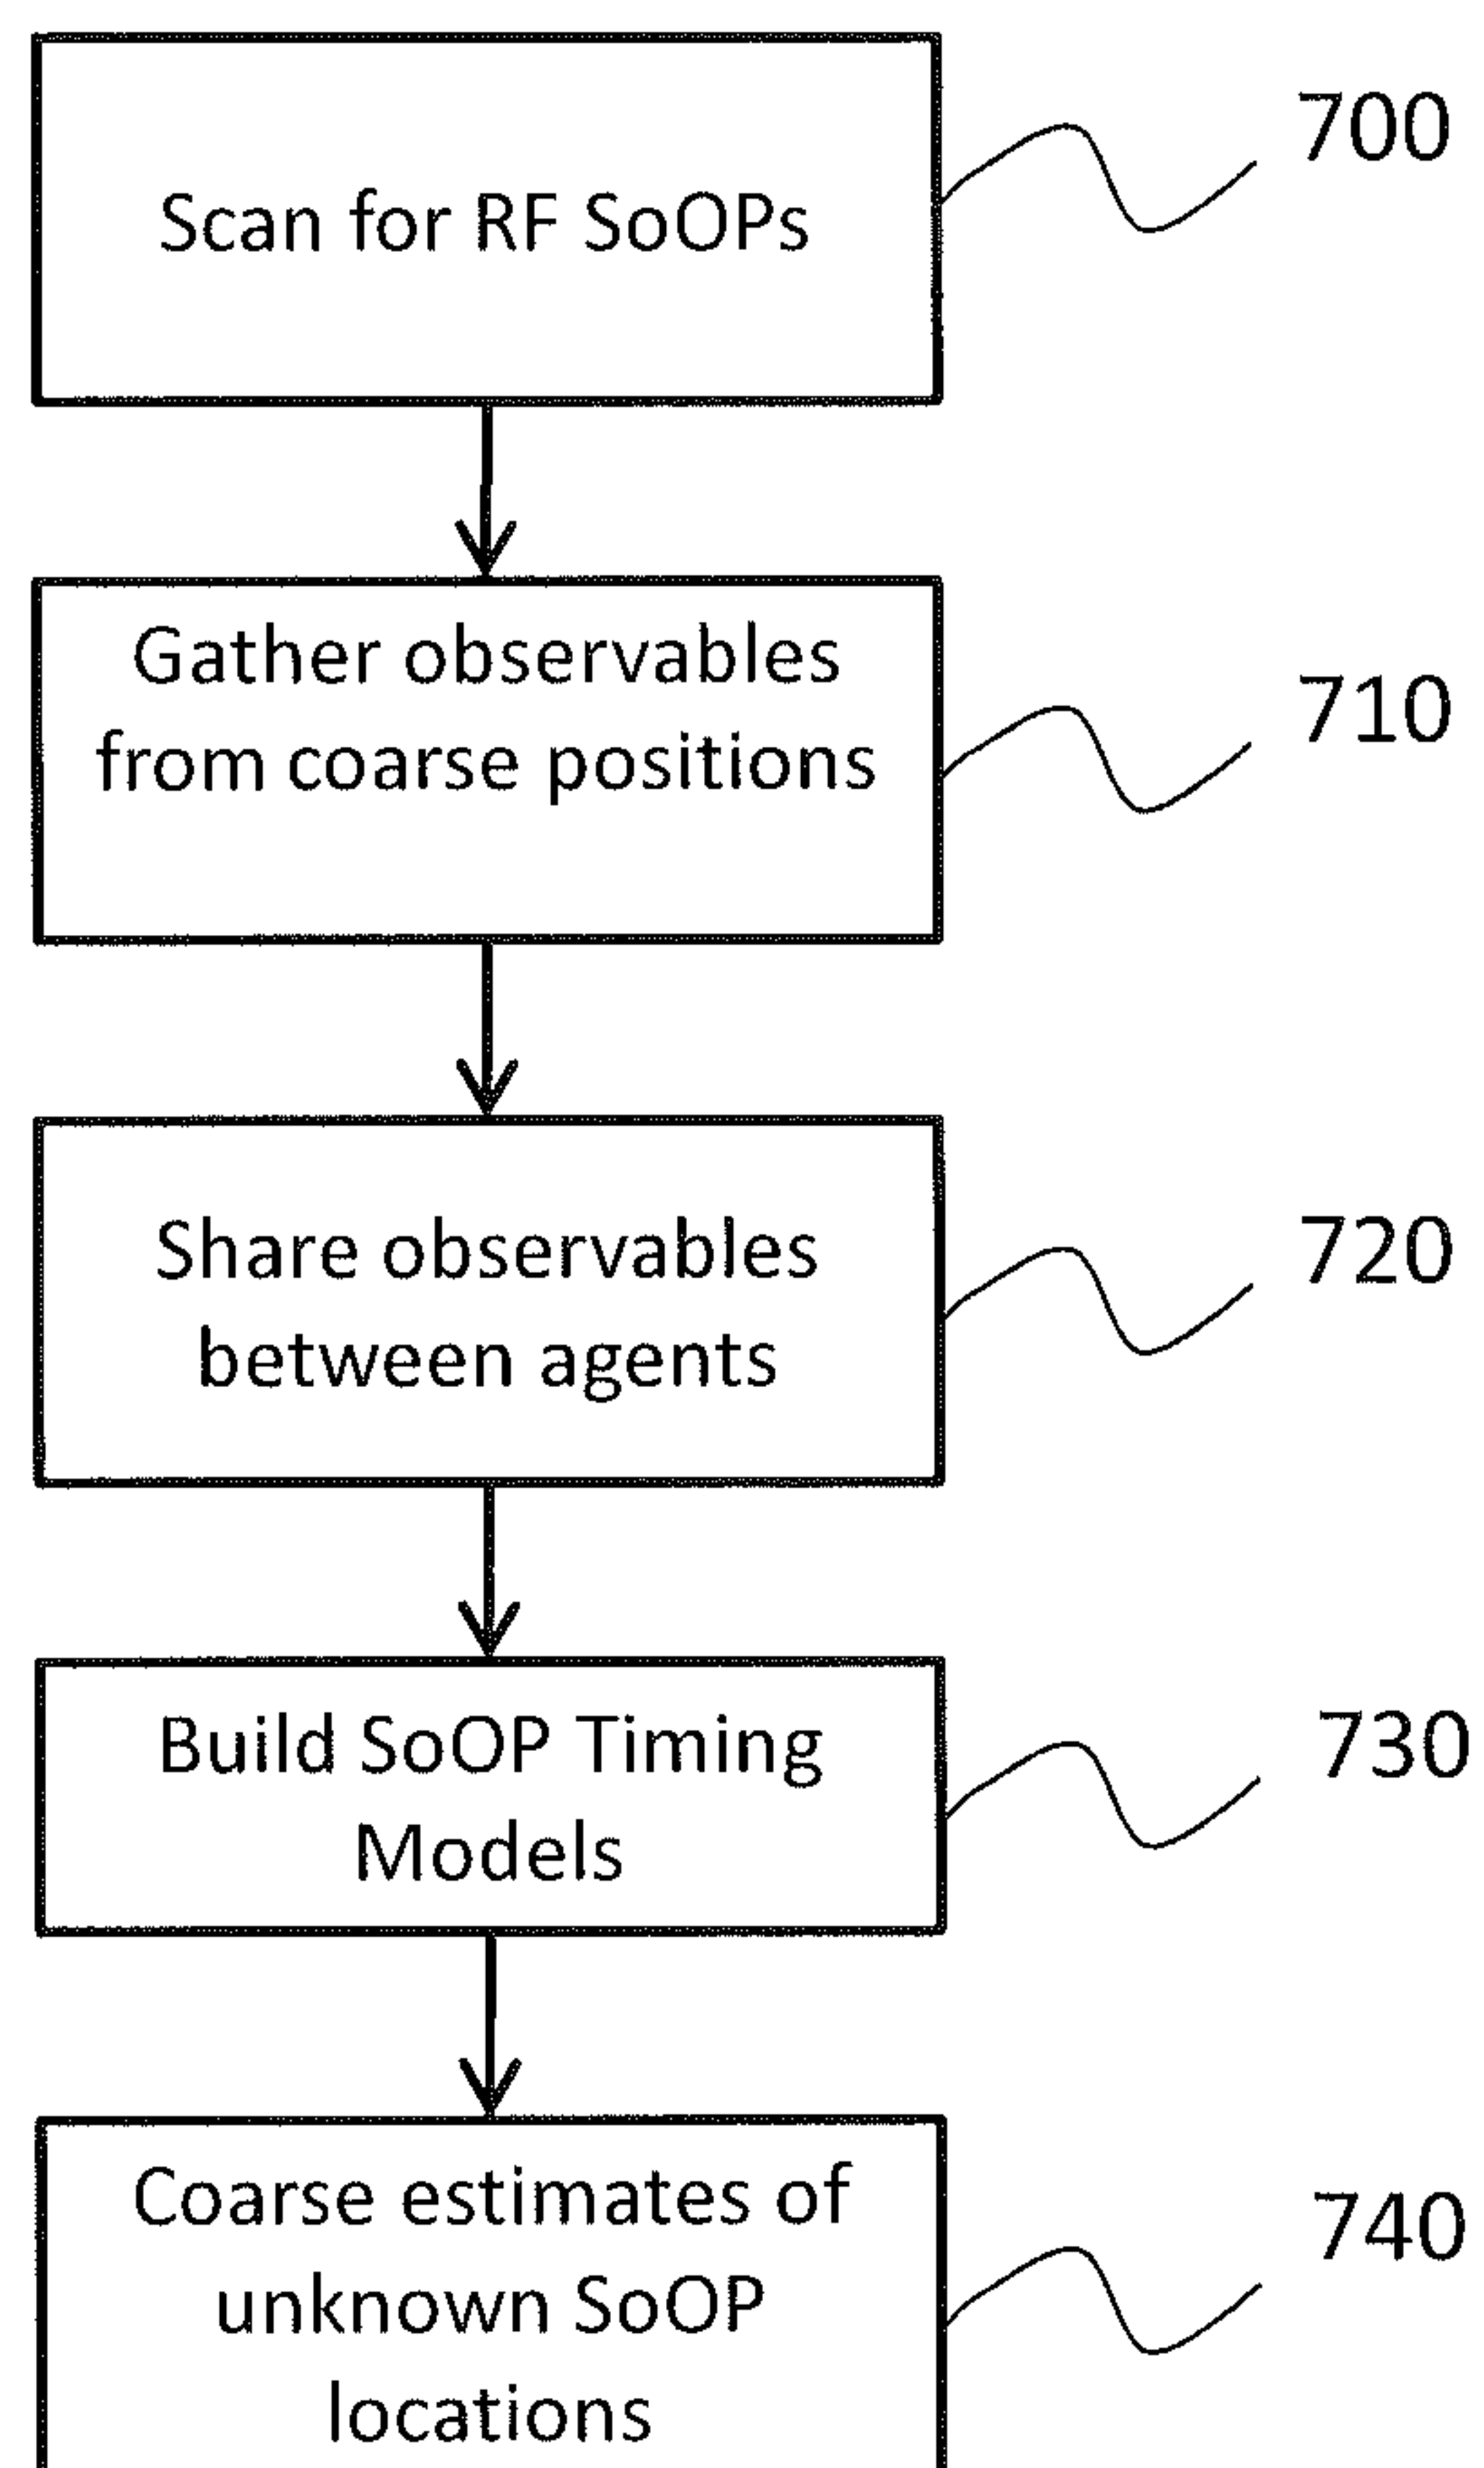 Scan for RF SoOPs
700
Gather observables
from coarse positions
710
Share observables
between agents
720
Build SoOP Timing
Models
730
Coarse estimates of
unknown SoOP
locations
740